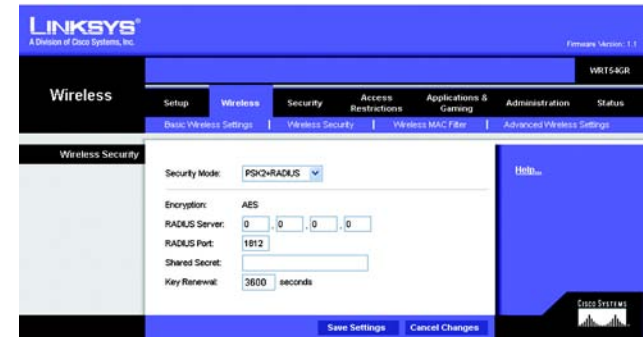 LINKSYS®
A Division of Cisco Systems, Inc.
Firmware Version: 1.1
WRT54GR
Wireless
Setup Wireless Security Access Restrictions Applications & Gaming Administration Status
Basic Wireless Settings | Wireless Security | Wireless MAC Filter | Advanced Wireless Settings
Wireless Security
Help...
Security Mode: PSK2+RADIUS
Encryption: AES
RADIUS Server: 0 . 0 . 0 . 0
RADIUS Port: 1812
Shared Secret:
Key Renewal: 3600 seconds
CISCO SYSTEMS
Save Settings Cancel Changes